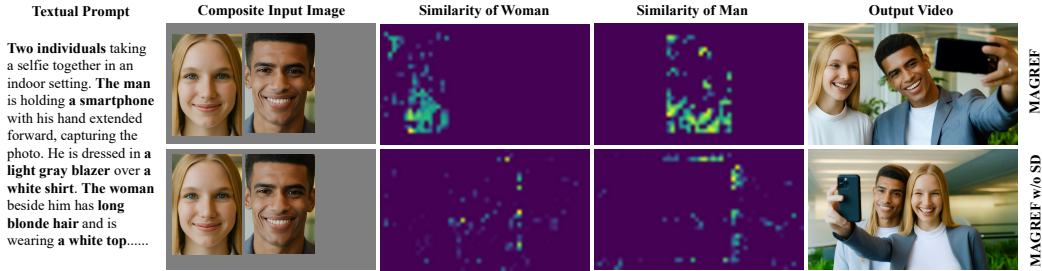 Textual Prompt
Composite Input Image
Similarity of Woman
Similarity of Man
Output Video
Two individuals taking
a selfie together in an
indoor setting. The man
is holding a smartphone
with his hand extended
forward, capturing the
photo. He is dressed in a
light gray blazer over a
white shirt. The woman
beside him has long
blonde hair and is
wearing a white top......
MAGREF
MAGREF w/o SD